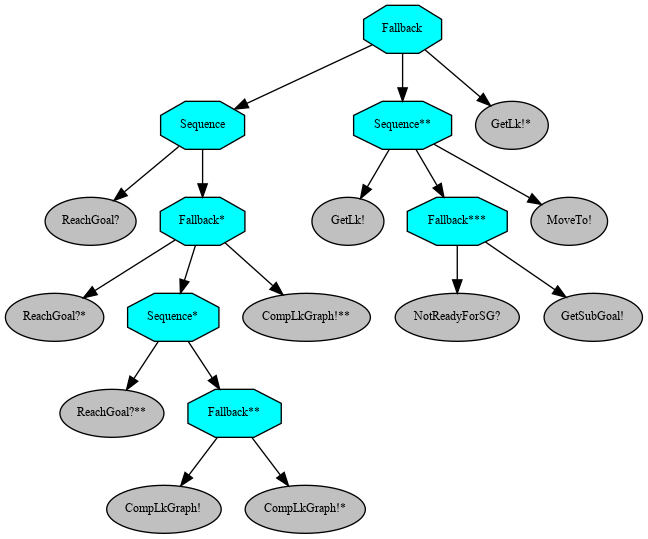 Fallback
Sequence
Sequence**
GetLk!*
ReachGoal?
Fallback*
GetLk!
Fallback***
MoveTo!
ReachGoal?*
Sequence*
CompLkGraph!**
NotReadyForSG?
GetSubGoal!
ReachGoal?**
Fallback**
CompLkGraph!
CompLkGraph!*